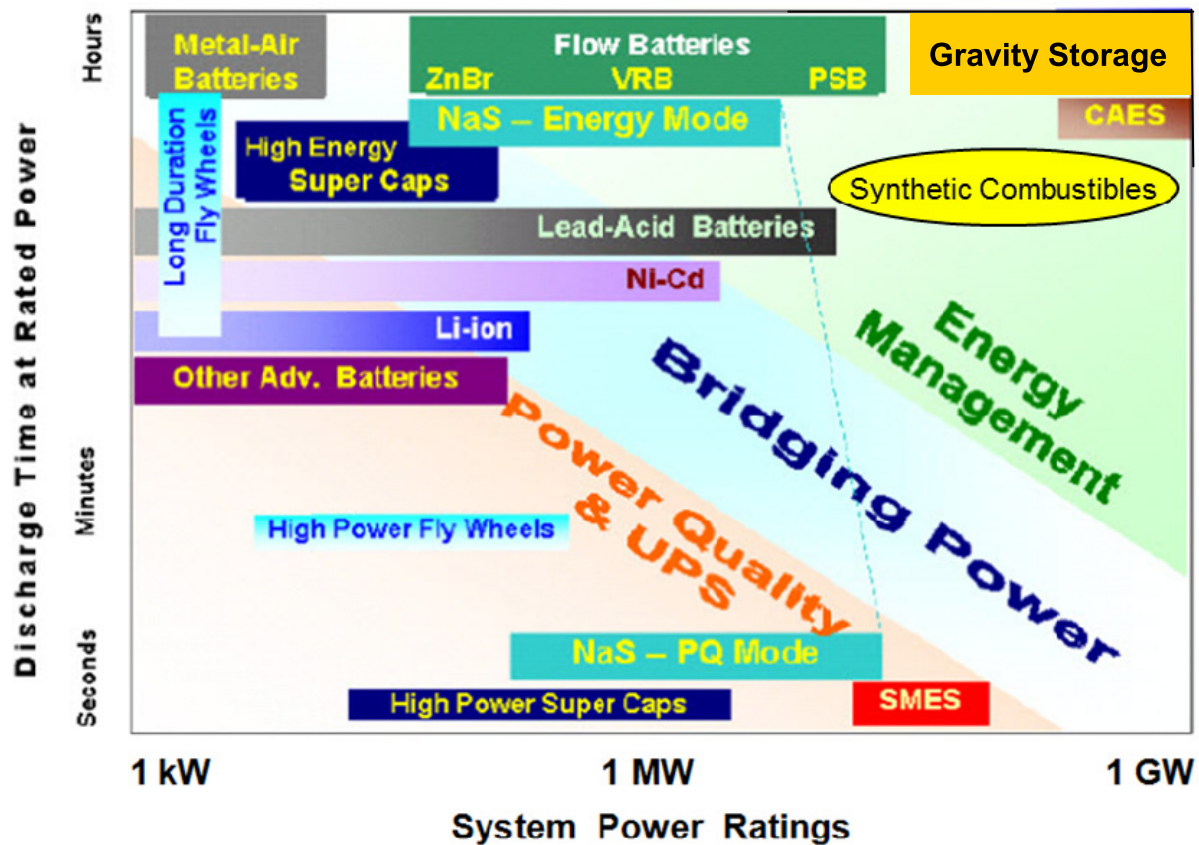 Hours
Minutes
Seconds
Discharge Time at Rated Power
Metal-Air
Batteries
Flow Batteries
ZnBr VRB PSB
Gravity Storage
NaS – Energy Mode
CAES
Long Duration
Fly Wheels
High Energy
Super Caps
Synthetic Combustibles
Lead-Acid Batteries
Ni-Cd
Li-ion
Other Adv. Batteries
Energy
Management
Bridging Power
Power Quality
& UPS
High Power Fly Wheels
NaS – PQ Mode
High Power Super Caps
SMES
1 kW 1 MW 1 GW
System Power Ratings